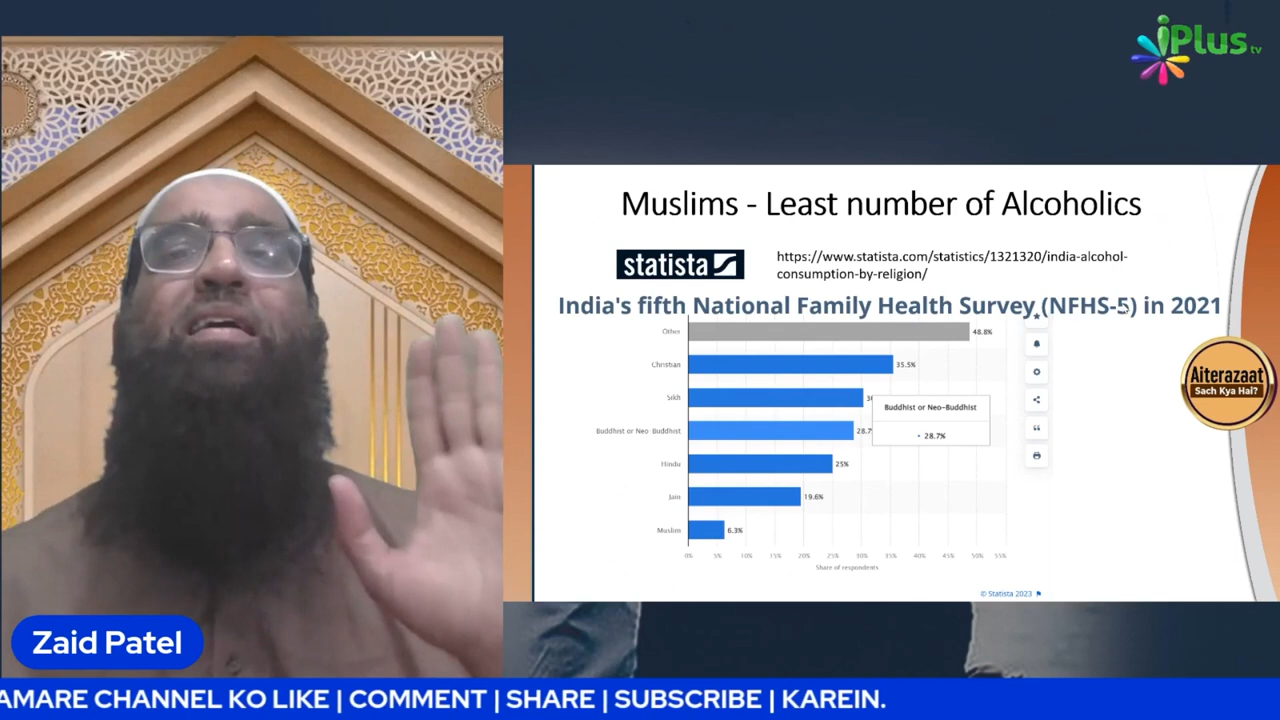 iPlus tv
Muslims - Least number of Alcoholics
statista
https://www.statista.com/statistics/1321320/india-alcohol-
consumption-by-religion/
India's fifth National Family Health Survey (NFHS-5) in 2021
Other 48.8%
Christian 35.5%
Sikh
Buddhist or Neo-Buddhist 28.7
Buddhist or Neo-Buddhist
28.7%
Hindu 25%
Jain 19.6%
Muslim 6.3%
0% 5% 10% 15% 20% 25% 30% 35% 40% 45% 50% 55%
Share of respondents
© Statista 2023
Aiterazaat
Sach Kya Hai?
Zaid Patel
AMARE CHANNEL KO LIKE | COMMENT | SHARE | SUBSCRIBE | KAREIN.